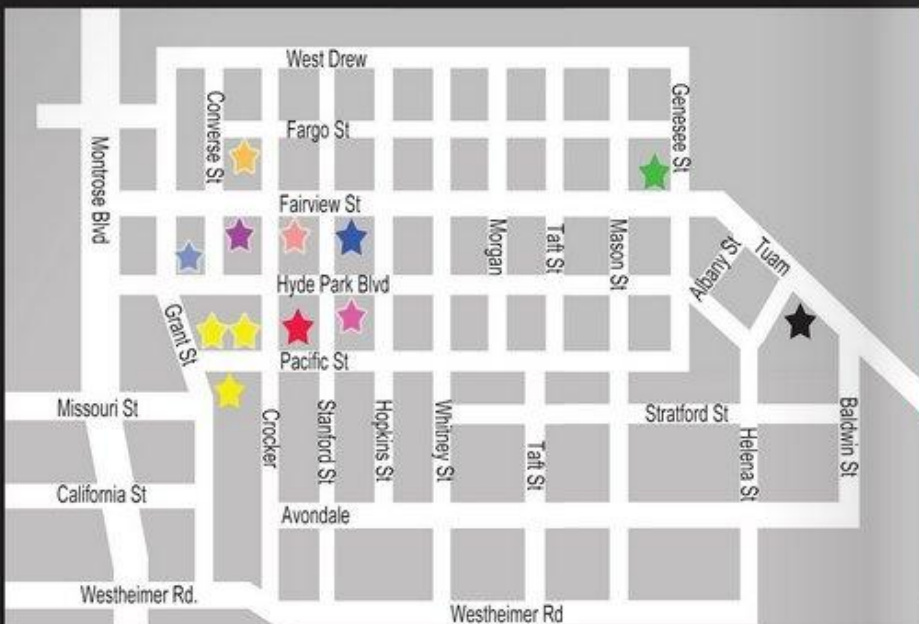 West Drew
Converse St
Genesee St
Fargo St
Montrose Blvd
Fairview St
Morgan
Taft St
Mason St
Albany St
Tuam
Hyde Park Blvd
Grant St
Pacific St
Missouri St
Crocker
Stanford St
Hopkins St
Whitney St
Stratford St
Baldwin St
Taft St
Helena St
California St
Avondale
Westheimer Rd.
Westheimer Rd